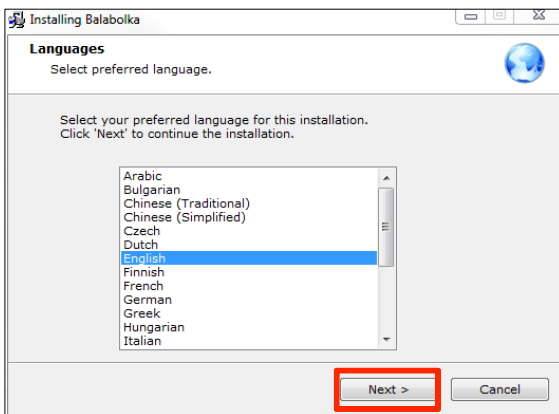 Installing Balabolka
Languages
Select preferred language.
Select your preferred language for this installation.
Click 'Next' to continue the installation.
Arabic
Bulgarian
Chinese (Traditional)
Chinese (Simplified)
Czech
Dutch
English
Finnish
French
German
Greek
Hungarian
Italian
Next >
Cancel